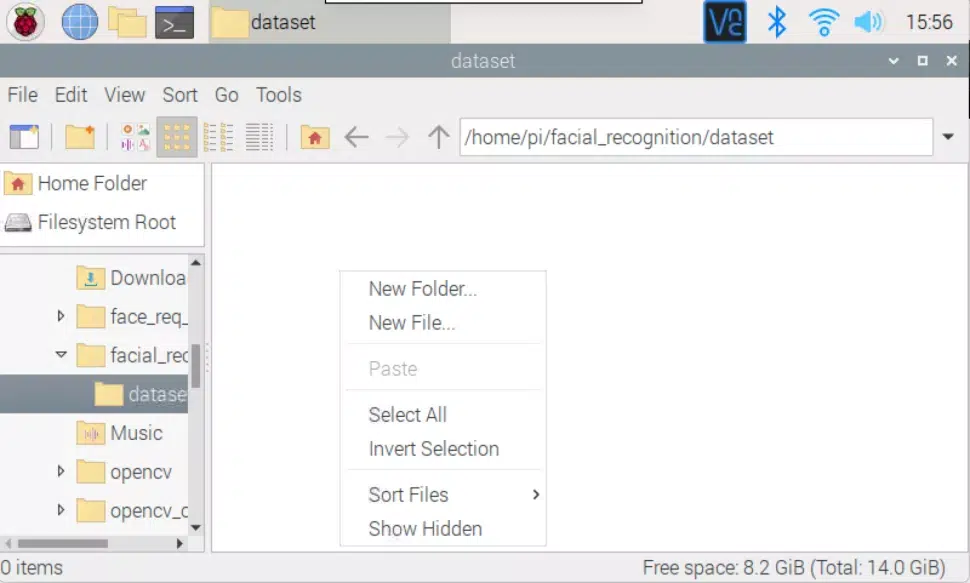 dataset
VNC
15:56
dataset
File Edit View Sort Go Tools
/home/pi/facial_recognition/dataset
Home Folder
Filesystem Root
Downloa
face_req_
facial_rec
datase
Music
opencv
opencv_c
New Folder...
New File...
Paste
Select All
Invert Selection
Sort Files
Show Hidden
0 items
Free space: 8.2 GiB (Total: 14.0 GiB)